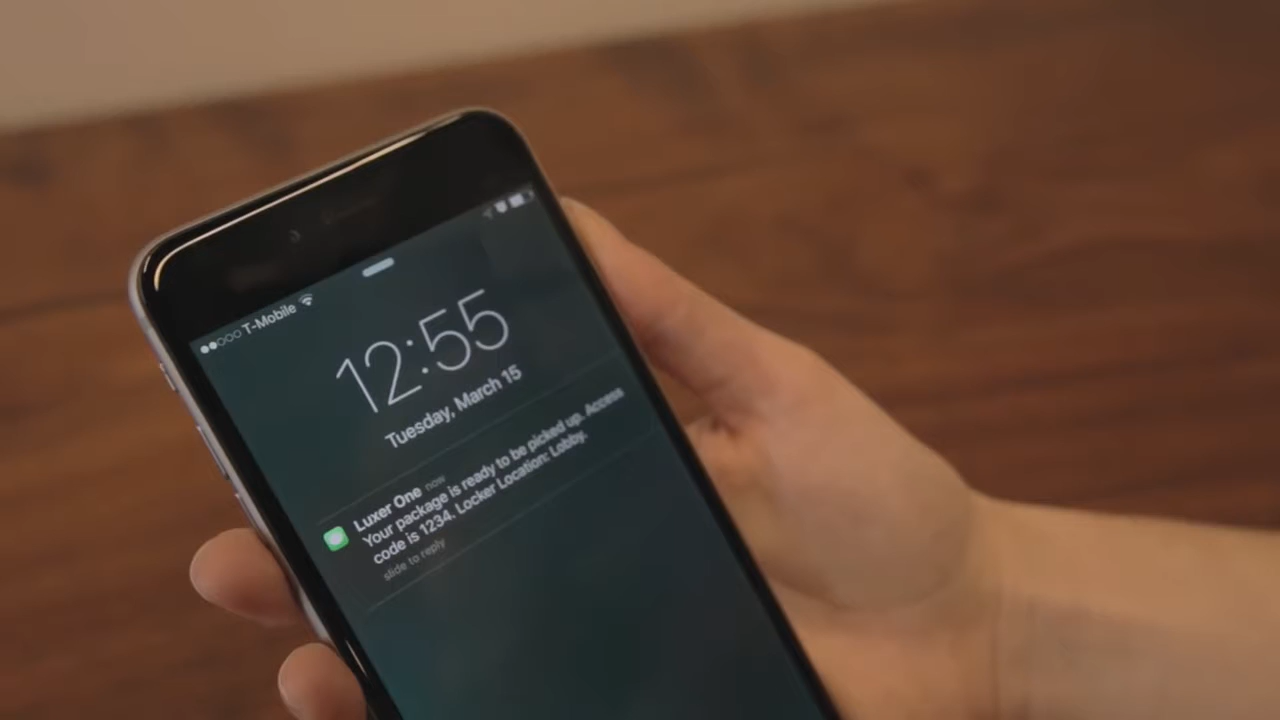 T-Mobile
12:55
Tuesday, March 15
Luxer One now
Your package is ready to be picked up. Access
code is 1234. Locker Location: Lobby.
slide to reply